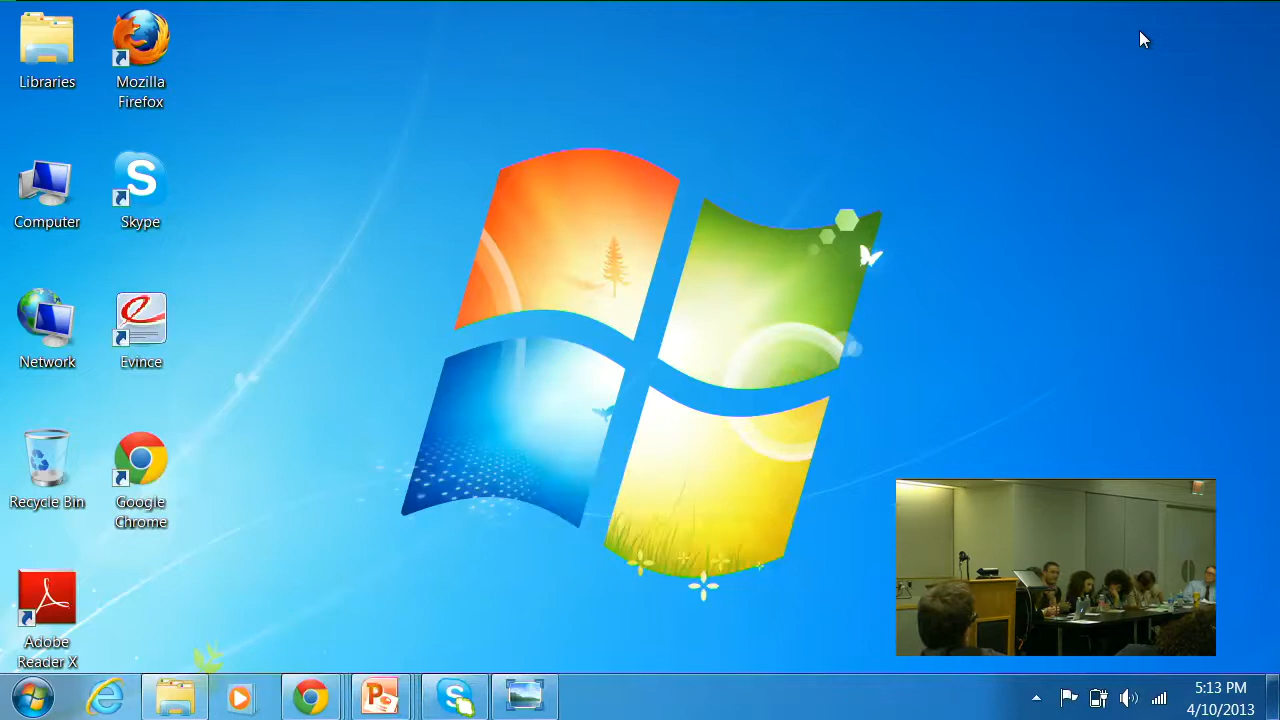 Libraries
Mozilla
Firefox
Computer
Skype
Network
Evince
Recycle Bin
Google
Chrome
Adobe
Reader X
5:13 PM
4/10/2013